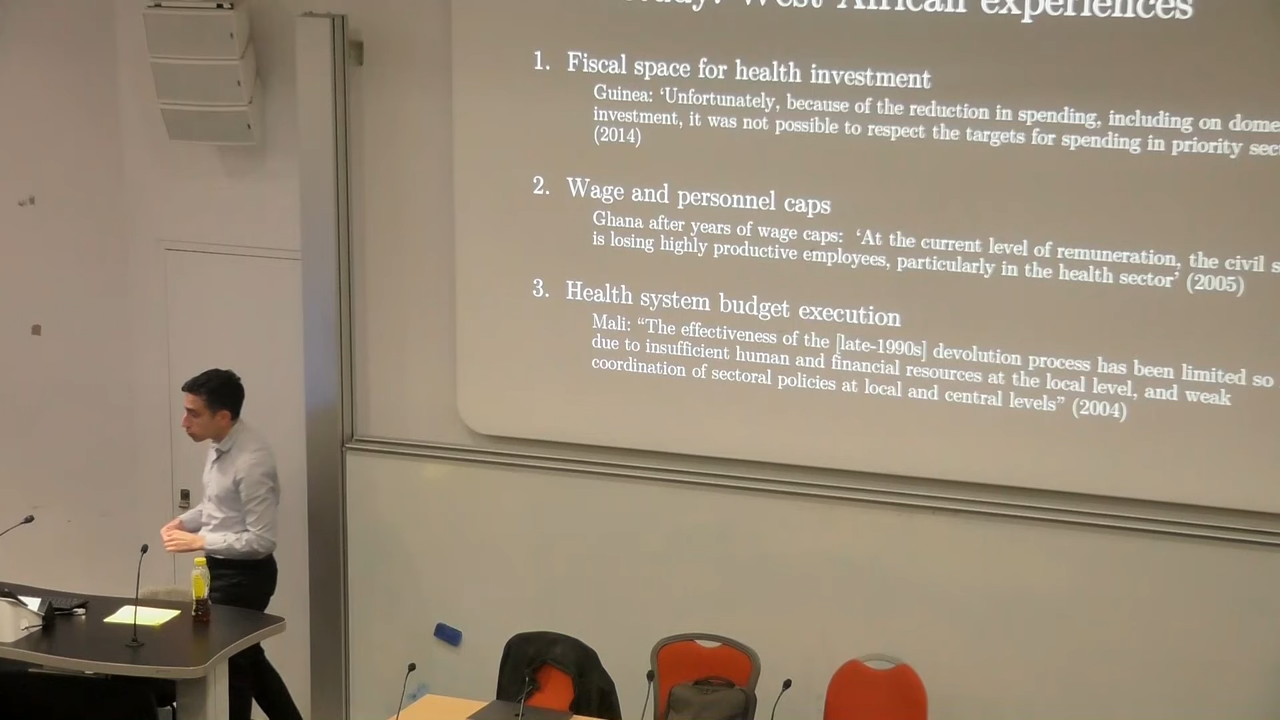 West African experiences
1. Fiscal space for health investment
Guinea: ‘Unfortunately, because of the reduction in spending, including on
investment, it was not possible to respect the targets for spending in priority
(2014)
2. Wage and personnel caps
Ghana after years of wage caps: ‘At the current level of remuneration, the civil
is losing highly productive employees, particularly in the health sector’ (2005)
3. Health system budget execution
Mali: “The effectiveness of the [late-1990s] devolution process has been limited so
due to insufficient human and financial resources at the local level, and weak
coordination of sectoral policies at local and central levels” (2004)